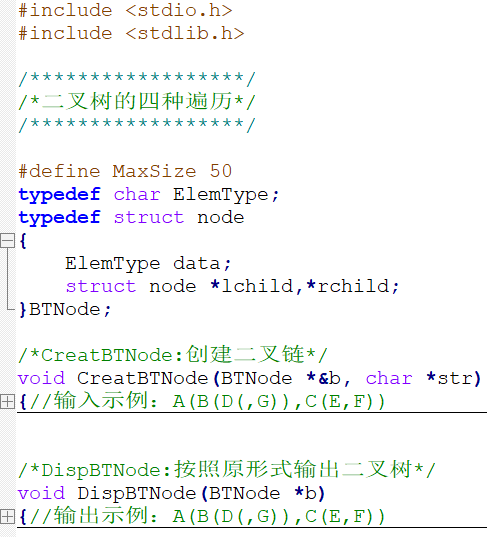 #include <stdio.h>
#include <stdlib.h>
/******************/
/*二叉树的四种遍历*/
/******************/
#define MaxSize 50
typedef char ElemType;
typedef struct node
{
ElemType data;
struct node *lchild,*rchild;
}BTNode;
/*CreatBTNode:创建二叉链*/
void CreatBTNode(BTNode *&b, char *str)
{//输入示例：A(B(D(,G)),C(E,F))
/*DispBTNode:按照原形式输出二叉树*/
void DispBTNode(BTNode *b)
{//输出示例：A(B(D(,G)),C(E,F))